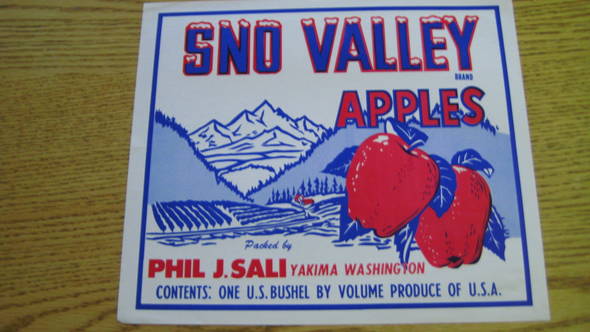 SNO VALLEY
BRAND
APPLES
Packed by
PHIL J. SALI YAKIMA WASHINGTON
CONTENTS: ONE U.S. BUSHEL BY VOLUME PRODUCE OF U.S.A.